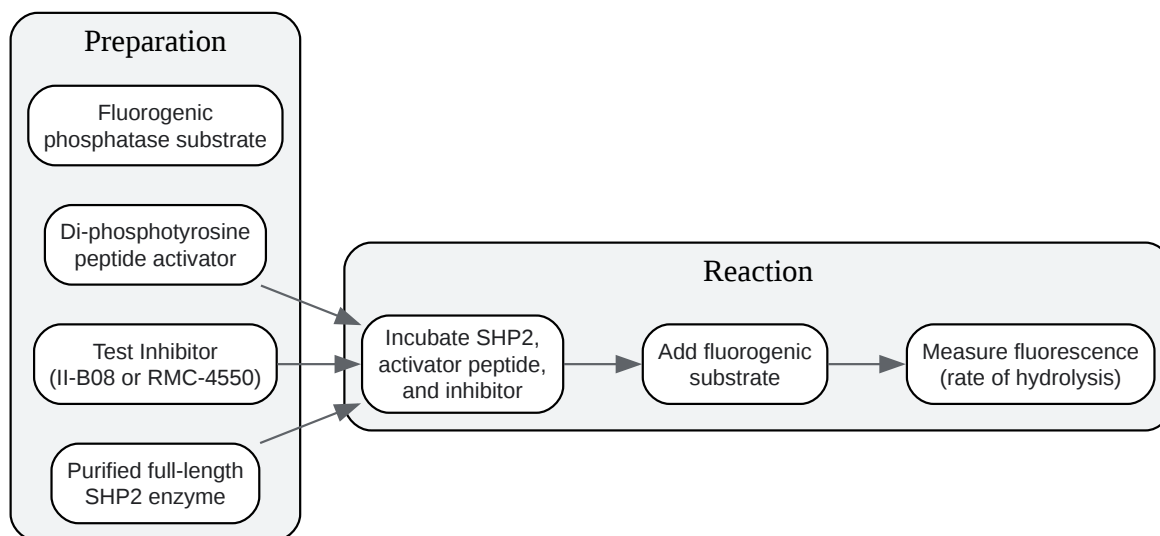 Preparation
Fluorogenic
phosphatase substrate
Di-phosphotyrosine
peptide activator
Test Inhibitor
(II-B08 or RMC-4550)
Purified full-length
SHP2 enzyme
Reaction
Incubate SHP2,
activator peptide,
and inhibitor
Add fluorogenic
substrate
Measure fluorescence
(rate of hydrolysis)